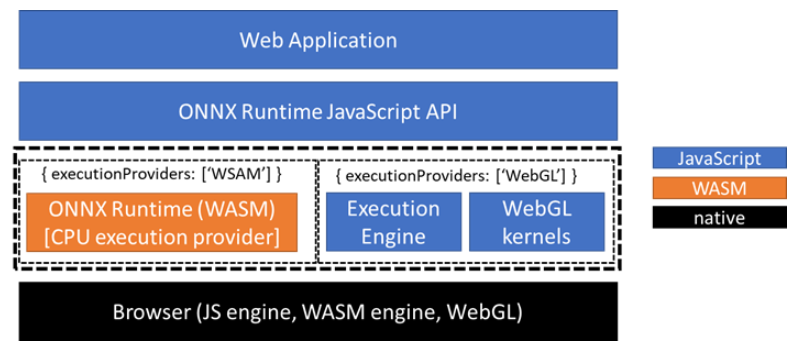 Web Application
ONNX Runtime JavaScript API
{ executionProviders: [‘WSAM’] }
{ executionProviders: [‘WebGL’] }
ONNX Runtime (WASM)
[CPU execution provider]
Execution
Engine
WebGL
kernels
Browser (JS engine, WASM engine, WebGL)
JavaScript
WASM
native